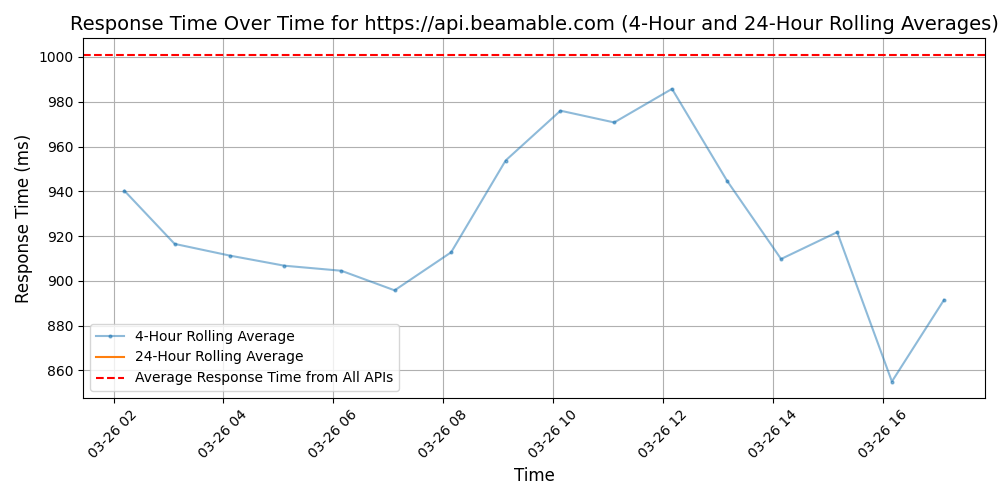 Response Time Over Time for https://api.beamable.com (4-Hour and 24-Hour Rolling Averages)
Response Time (ms)
1000
980
960
940
920
900
880
860
4-Hour Rolling Average
24-Hour Rolling Average
Average Response Time from All APIs
03-26 02
03-26 04
03-26 06
03-26 08
03-26 10
03-26 12
03-26 14
03-26 16
Time